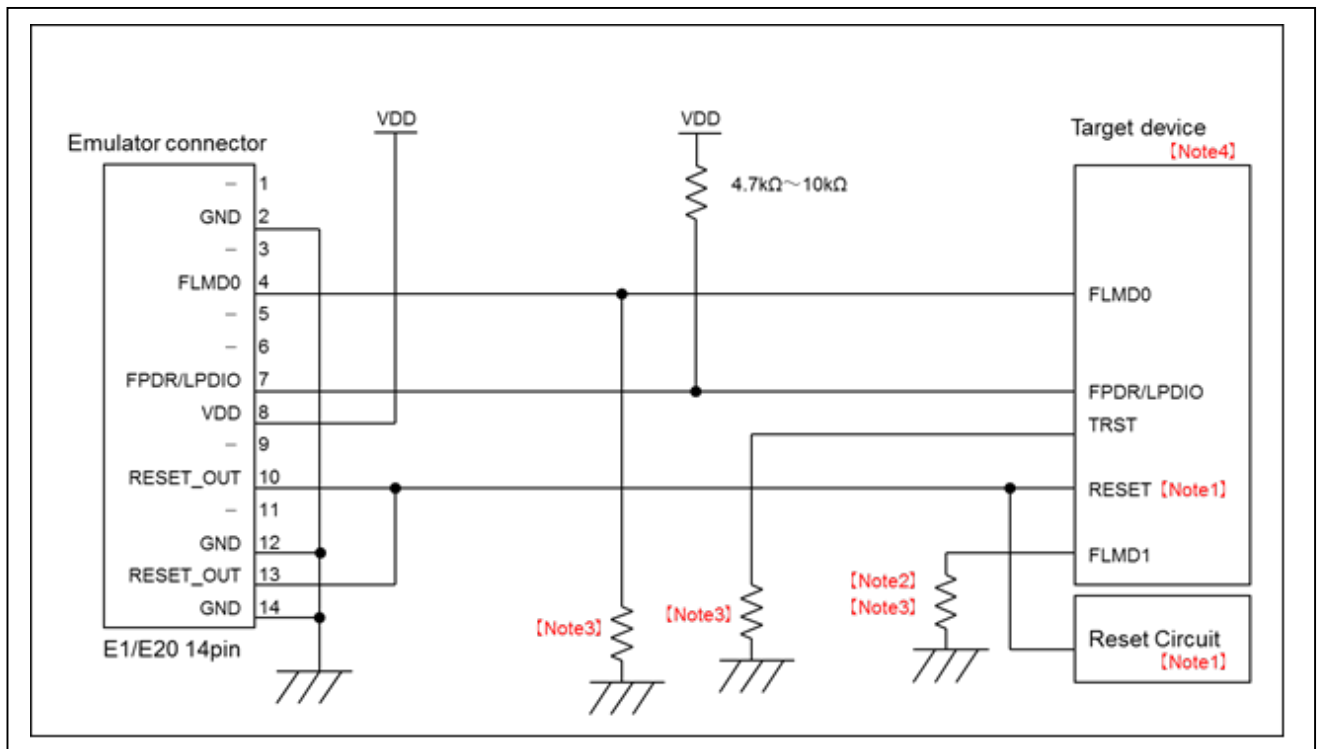 VDD
VDD
Emulator connector
Target device
【Note4】
– 1
4.7kΩ～10kΩ
GND 2
– 3
FLMD0 4
FLMD0
– 5
– 6
FPDR/LPDIO 7
FPDR/LPDIO
VDD 8
TRST
– 9
RESET_OUT 10
RESET【Note1】
– 11
GND 12
FLMD1
RESET_OUT 13
【Note2】
GND 14
【Note3】
【Note3】
【Note3】
E1/E20 14pin
Reset Circuit
【Note1】